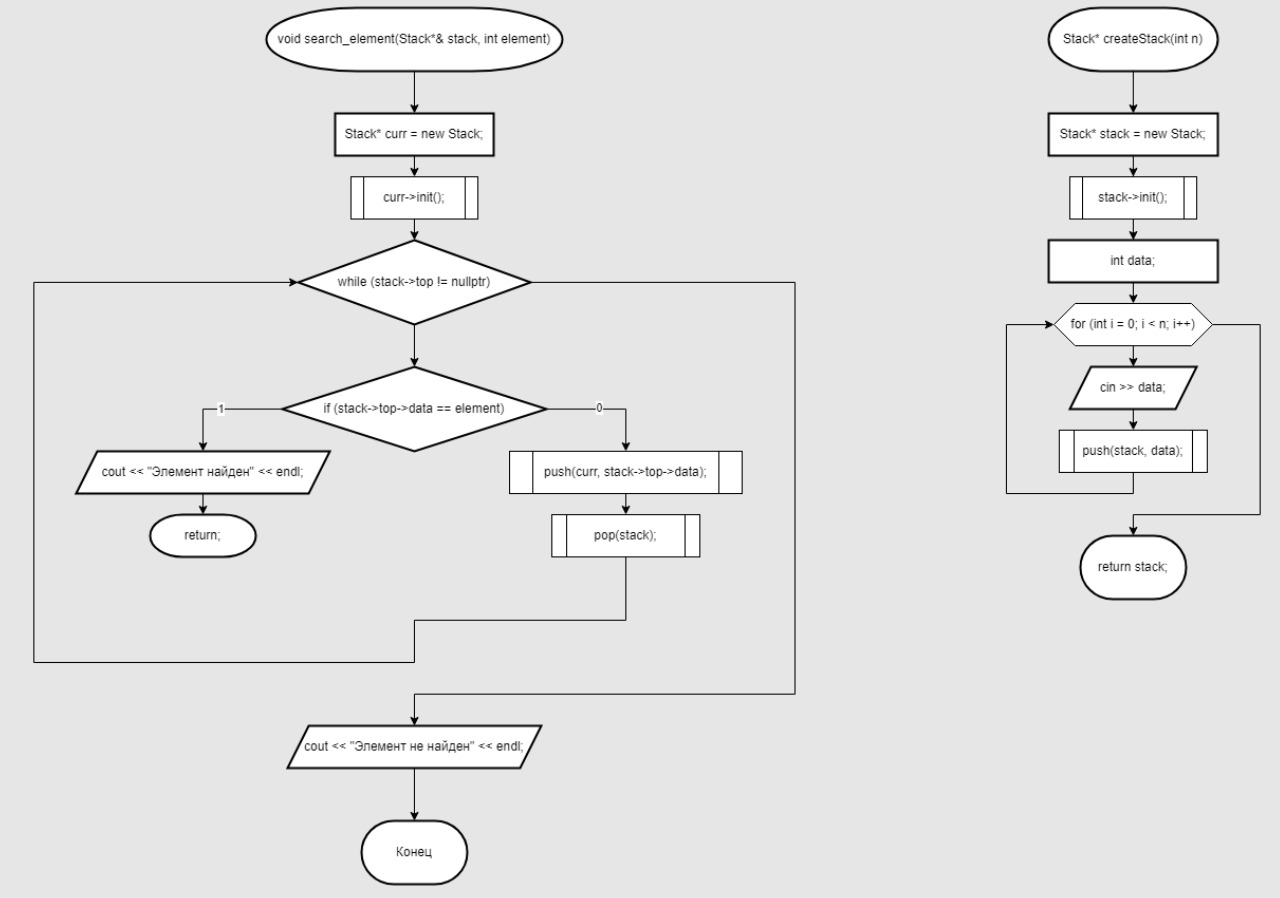 void search_element(Stack*& stack, int element)
Stack* curr = new Stack;
curr->init();
while (stack->top != nullptr)
if (stack->top->data == element)
1
0
cout << "Элемент найден" << endl;
push(curr, stack->top->data);
return;
pop(stack);
cout << "Элемент не найден" << endl;
Конец
Stack* createStack(int n)
Stack* stack = new Stack;
stack->init();
int data;
for (int i = 0; i < n; i++)
cin >> data;
push(stack, data);
return stack;